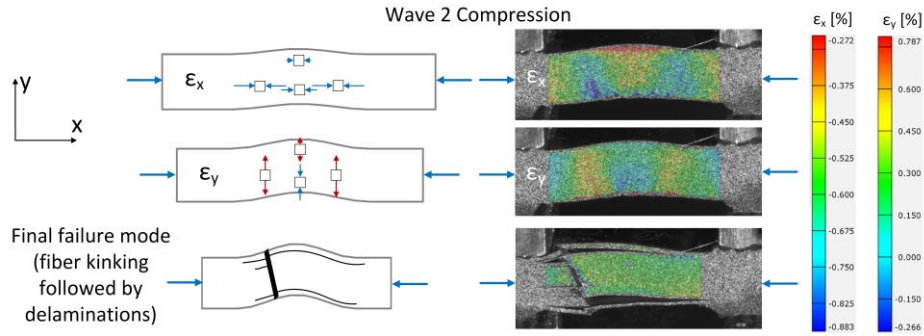 Wave 2 Compression
y
x
εx
εx
εy
εy
Final failure mode
(fiber kinking
followed by
delaminations)
εx [%]
-0.272
-0.375
-0.450
-0.525
-0.600
-0.675
-0.750
-0.825
-0.883
εy [%]
0.787
0.600
0.450
0.300
0.150
0.000
-0.150
-0.266